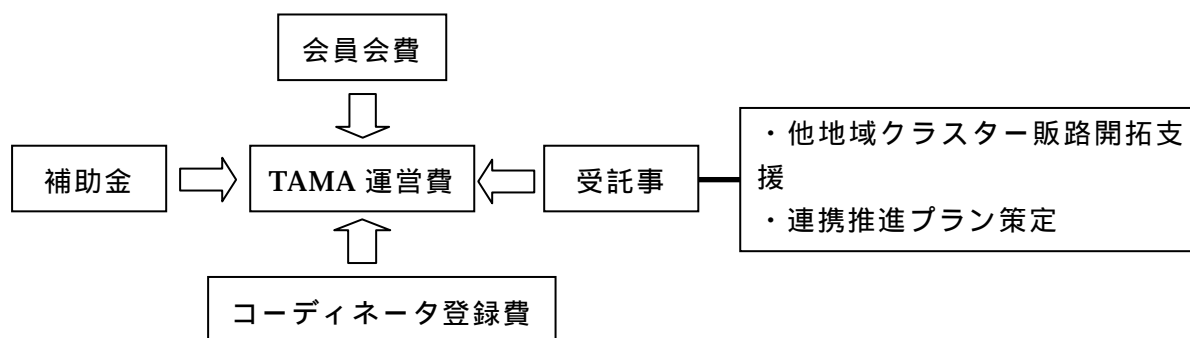 会員会費
補助金
TAMA 運営費
受託事
・他地域クラスター販路開拓支
援
・連携推進プラン策定
コーディネータ登録費